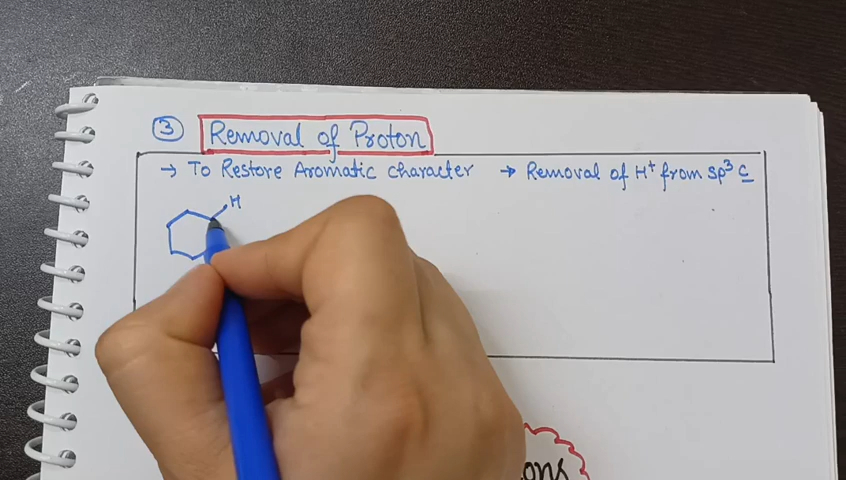 ③ Removal of Proton
→ To Restore Aromatic character → Removal of H⁺ from sp³ C
H